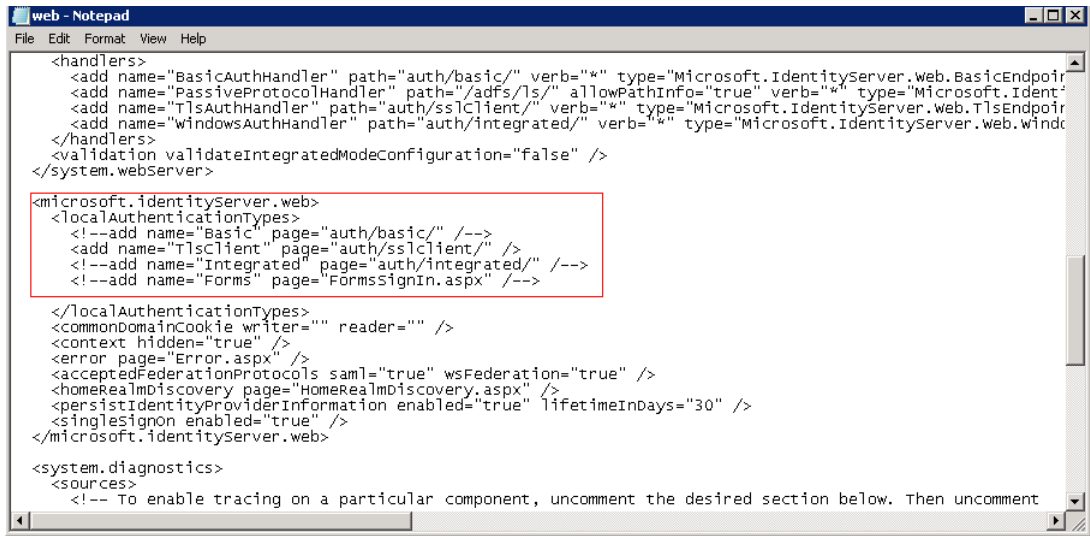 web - Notepad
File Edit Format View Help
<handlers>
<add name="BasicAuthHandler" path="auth/basic/" verb="*" type="Microsoft.IdentityServer.Web.BasicEndpoir
<add name="PassiveProtocolHandler" path="/adfs/ls/" allowPathInfo="true" verb="*" type="Microsoft.Identi
<add name="TlsAuthHandler" path="auth/sslClient/" verb="*" type="Microsoft.IdentityServer.Web.TlsEndpoir
<add name="WindowsAuthHandler" path="auth/integrated/" verb="*" type="Microsoft.IdentityServer.Web.Windo
</handlers>
<validation validateIntegratedModeConfiguration="false" />
</system.webServer>
<microsoft.identityServer.web>
<localAuthenticationTypes>
<!--add name="Basic" page="auth/basic/" /-->
<add name="TlsClient" page="auth/sslclient/" />
<!--add name="Integrated" page="auth/integrated/" /-->
<!--add name="Forms" page="FormsSignIn.aspx" /-->
</localAuthenticationTypes>
<commonDomainCookie writer="" reader="" />
<context hidden="true" />
<error page="Error.aspx" />
<acceptedFederationProtocols saml="true" wsFederation="true" />
<homeRealmDiscovery page="HomeRealmDiscovery.aspx" />
<persistIdentityProviderInformation enabled="true" lifetimeInDays="30" />
<singleSignOn enabled="true" />
</microsoft.identityServer.web>
<system.diagnostics>
<sources>
<!-- To enable tracing on a particular component, uncomment the desired section below. Then uncomment